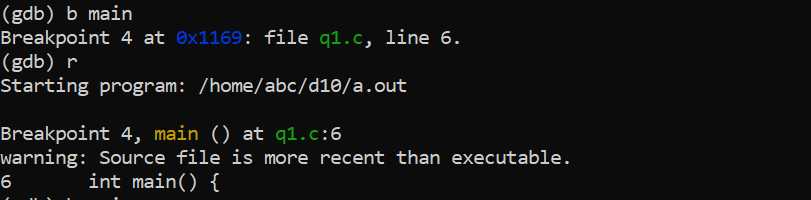 (gdb) b main
Breakpoint 4 at 0x1169: file q1.c, line 6.
(gdb) r
Starting program: /home/abc/d10/a.out
Breakpoint 4, main () at q1.c:6
warning: Source file is more recent than executable.
6       int main() {